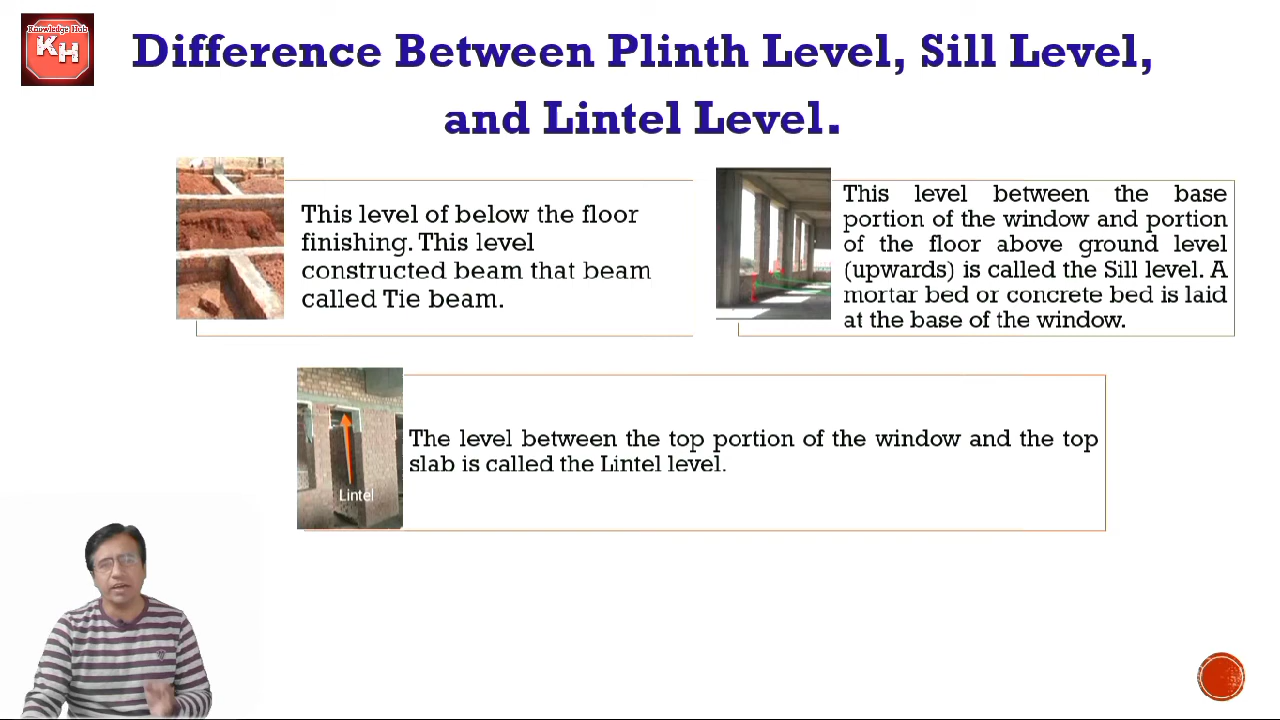 Knowledge Hub
KH
Difference Between Plinth Level, Sill Level,
and Lintel Level.
This level of below the floor
finishing. This level
constructed beam that beam
called Tie beam.
This level between the base
portion of the window and portion
of the floor above ground level
(upwards) is called the Sill level. A
mortar bed or concrete bed is laid
at the base of the window.
The level between the top portion of the window and the top
slab is called the Lintel level.
Lintel